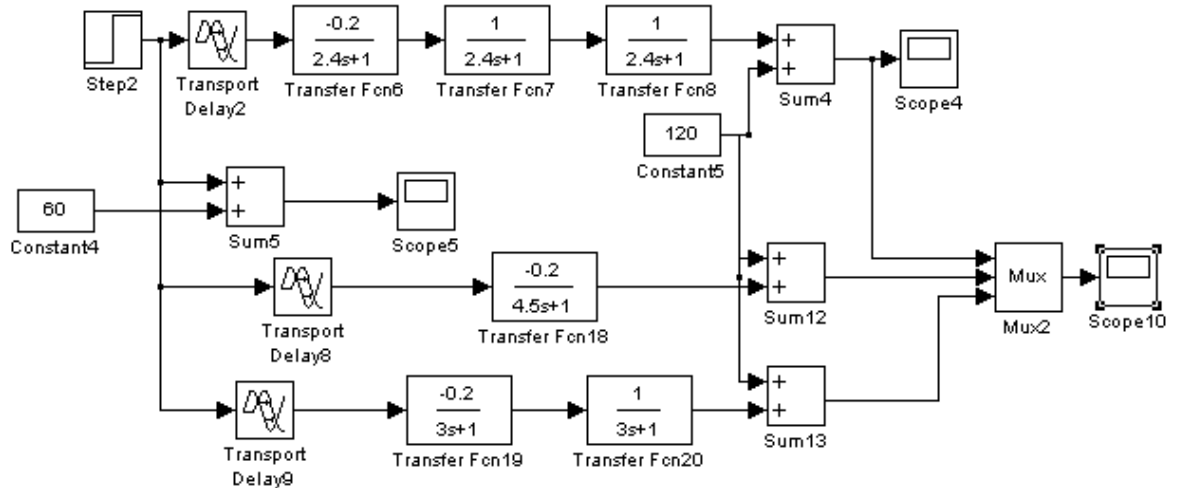 Step2
Transport
Delay2
-0.2
2.4s+1
Transfer Fcn6
1
2.4s+1
Transfer Fcn7
1
2.4s+1
Transfer Fcn8
+
+
Sum4
Scope4
120
Constant5
60
Constant4
+
+
Sum5
Scope5
Transport
Delay8
-0.2
4.5s+1
Transfer Fcn18
+
+
Sum12
Mux
Mux2
Scope10
Transport
Delay9
-0.2
3s+1
Transfer Fcn19
1
3s+1
Transfer Fcn20
+
+
Sum13